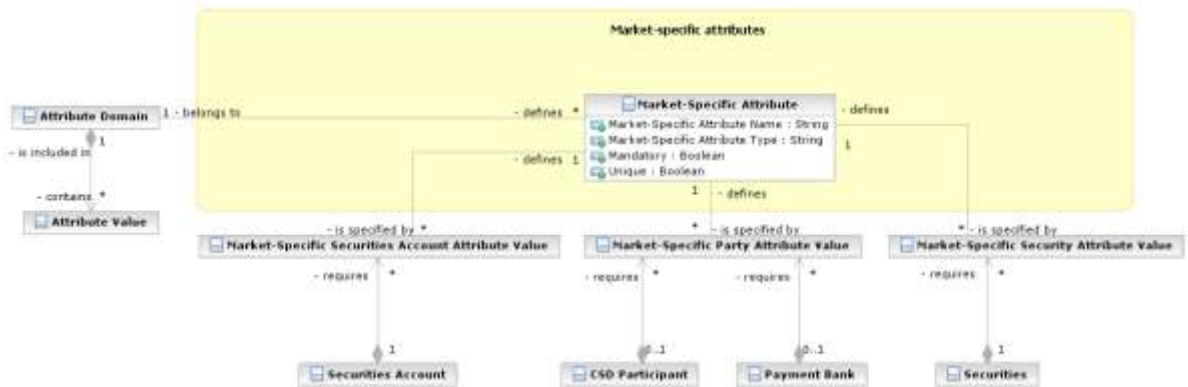 Market-specific attributes
Attribute Domain
1 - belongs to
- defines *
Market-Specific Attribute
Market-Specific Attribute Name : String
Market-Specific Attribute Type : String
Mandatory : Boolean
Unique : Boolean
- defines
1
1
- is included in
- defines 1
1
- defines
- contains *
Attribute Value
- is specified by *
* - is specified by
* - is specified by
Market-Specific Securities Account Attribute Value
Market-Specific Party Attribute Value
Market-Specific Security Attribute Value
- requires *
- requires *
- requires *
- requires *
1
0..1
0..1
1
Securities Account
CSD Participant
Payment Bank
Securities